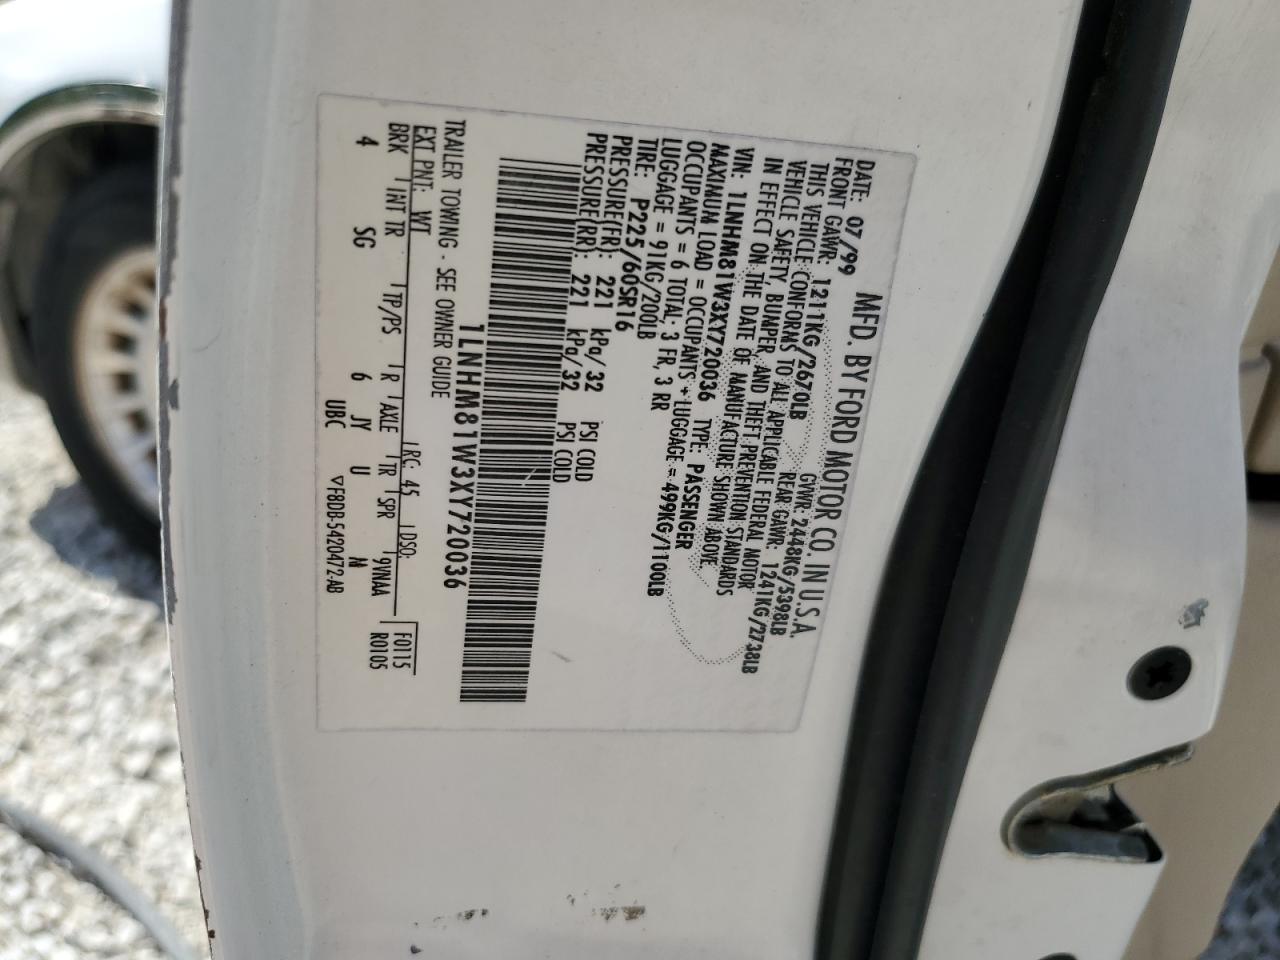 MFD. BY FORD MOTOR CO. IN U.S.A.
DATE: 07/99 GVWR: 2448KG/5398LB
FRONT GAWR: 1211KG/2670LB REAR GAWR: 1241KG/2738LB
THIS VEHICLE CONFORMS TO ALL APPLICABLE FEDERAL MOTOR
VEHICLE SAFETY, BUMPER, AND THEFT PREVENTION STANDARDS
IN EFFECT ON THE DATE OF MANUFACTURE SHOWN ABOVE.
VIN: 1LNHM81W3XY720036 TYPE: PASSENGER
MAXIMUM LOAD = OCCUPANTS + LUGGAGE = 499KG/1100LB
OCCUPANTS = 6 TOTAL: 3 FR, 3 RR
LUGGAGE = 91KG/200LB
TIRE: P225/60SR16
PRESSURE(FR): 221 kPa/32 PSI COLD
PRESSURE(RR): 221 kPa/32 PSI COLD
1LNHM81W3XY720036
TRAILER TOWING - SEE OWNER GUIDE
EXT PNT: WT RC: 45 DSO: F0115
BRK INT TR TP/PS R AXLE TR SPR 9VNAA R0105
4 SG 6 JY U N
UBC ▽F8DB-5420472-AB